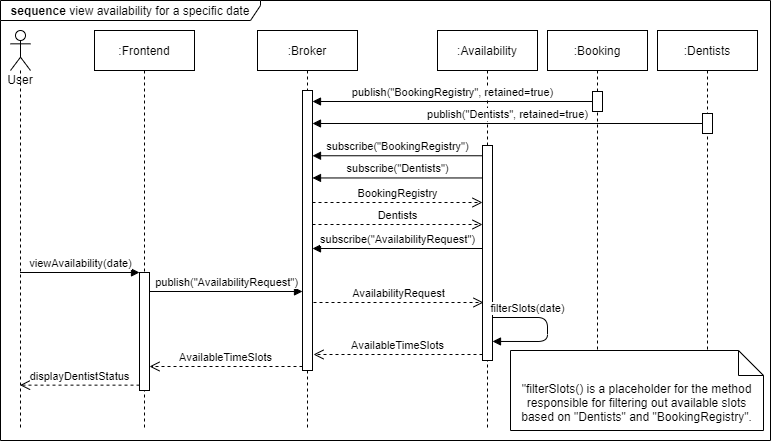 sequence view availability for a specific date
:Frontend
:Broker
:Availability
:Booking
:Dentists
User
publish("BookingRegistry", retained=true)
publish("Dentists", retained=true)
subscribe("BookingRegistry")
subscribe("Dentists")
BookingRegistry
Dentists
subscribe("AvailabilityRequest")
viewAvailability(date)
publish("AvailabilityRequest")
AvailabilityRequest
filterSlots(date)
AvailableTimeSlots
AvailableTimeSlots
displayDentistStatus
"filterSlots() is a placeholder for the method
responsible for filtering out available slots
based on "Dentists" and "BookingRegistry".